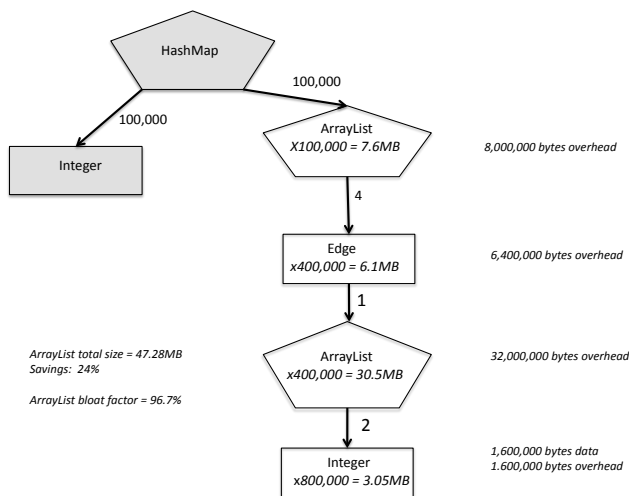 HashMap
100,000
100,000
Integer
ArrayList
X100,000 = 7.6MB
8,000,000 bytes overhead
4
Edge
x400,000 = 6.1MB
6,400,000 bytes overhead
1
ArrayList total size = 47.28MB
Savings: 24%
ArrayList bloat factor = 96.7%
ArrayList
x400,000 = 30.5MB
32,000,000 bytes overhead
2
Integer
x800,000 = 3.05MB
1,600,000 bytes data
1.600,000 bytes overhead